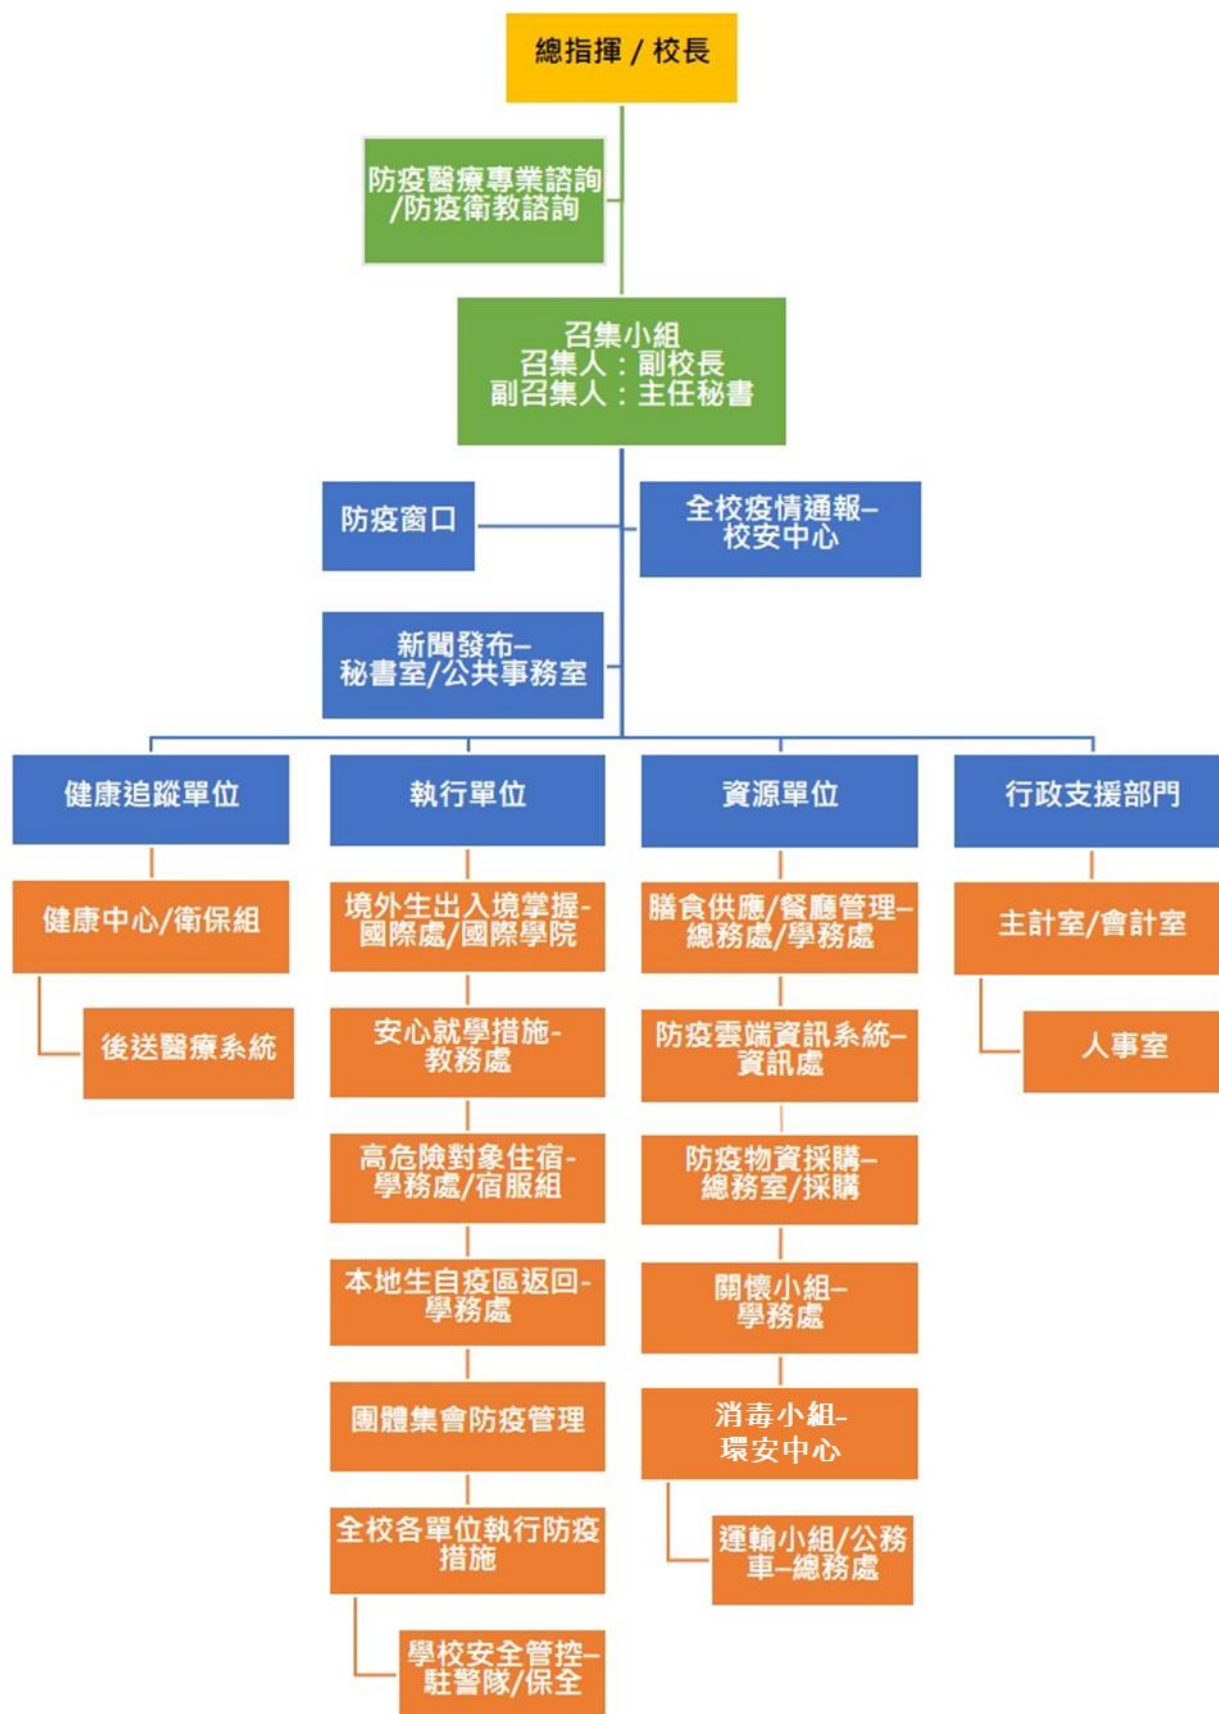 總指揮 / 校長
防疫醫療專業諮詢
/防疫衛教諮詢
召集小組
召集人：副校長
副召集人：主任秘書
防疫窗口
全校疫情通報–
校安中心
新聞發布–
秘書室/公共事務室
健康追蹤單位
執行單位
資源單位
行政支援部門
健康中心/衛保組
後送醫療系統
境外生出入境掌握-
國際處/國際學院
安心就學措施-
教務處
高危險對象住宿-
學務處/宿服組
本地生自疫區返回-
學務處
團體集會防疫管理
全校各單位執行防疫
措施
學校安全管控–
駐警隊/保全
膳食供應/餐廳管理–
總務處/學務處
防疫雲端資訊系統–
資訊處
防疫物資採購–
總務室/採購
關懷小組–
學務處
消毒小組-
環安中心
運輸小組/公務
車–總務處
主計室/會計室
人事室